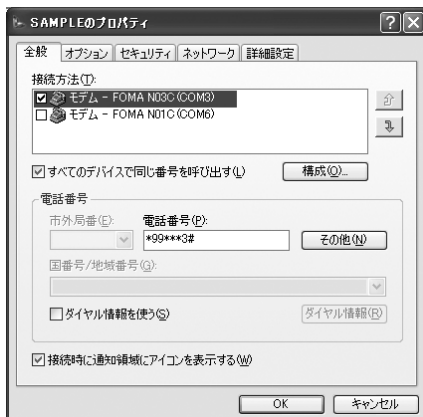 SAMPLEのプロパティ
全般 オプション セキュリティ ネットワーク 詳細設定
接続方法(T):
モデム - FOMA N03C (COM3)
モデム - FOMA N01C (COM6)
すべてのデバイスで同じ番号を呼び出す(L) 構成(O)...
電話番号
市外局番(E): 電話番号(P):
*99***3# その他(N)
国番号/地域番号(G):
ダイヤル情報を使う(S) ダイヤル情報(R)
接続時に通知領域にアイコンを表示する(W)
OK キャンセル